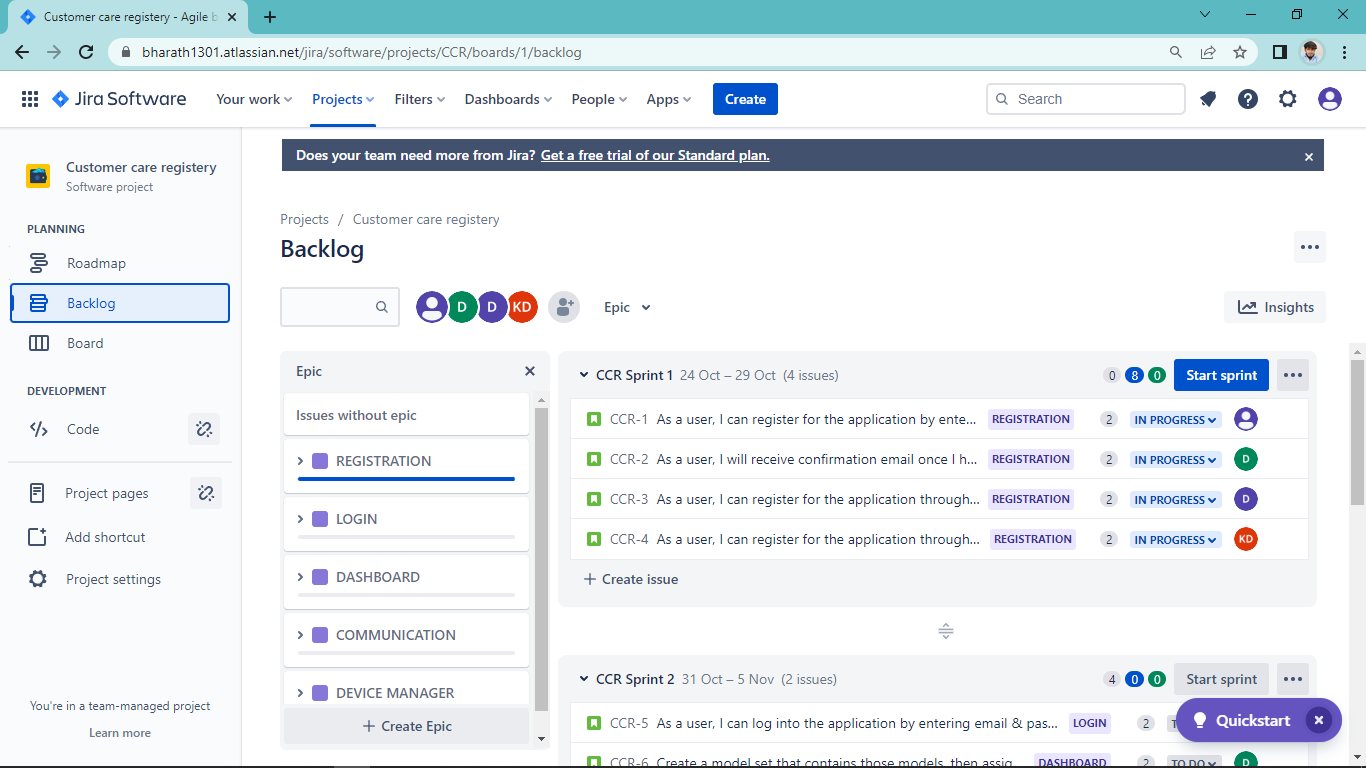 Customer care registery - Agile b
bharath1301.atlassian.net/jira/software/projects/CCR/boards/1/backlog
Jira Software Your work Projects Filters Dashboards People Apps Create Search
Customer care registery
Software project
PLANNING
Roadmap
Backlog
Board
DEVELOPMENT
Code
Project pages
Add shortcut
Project settings
You're in a team-managed project
Learn more
Does your team need more from Jira? Get a free trial of our Standard plan.
Projects / Customer care registery
Backlog
D D KD Epic Insights
Epic
Issues without epic
REGISTRATION
LOGIN
DASHBOARD
COMMUNICATION
DEVICE MANAGER
+ Create Epic
CCR Sprint 1 24 Oct – 29 Oct (4 issues) 0 8 0 Start sprint
CCR-1 As a user, I can register for the application by ente... REGISTRATION 2 IN PROGRESS
CCR-2 As a user, I will receive confirmation email once I h... REGISTRATION 2 IN PROGRESS D
CCR-3 As a user, I can register for the application through... REGISTRATION 2 IN PROGRESS D
CCR-4 As a user, I can register for the application through... REGISTRATION 2 IN PROGRESS KD
+ Create issue
CCR Sprint 2 31 Oct – 5 Nov (2 issues) 4 0 0 Start sprint
CCR-5 As a user, I can log into the application by entering email & pas... LOGIN 2
CCR-6 Create a model set that contains those models, then assig... DASHBOARD 2 TO DO D
Quickstart